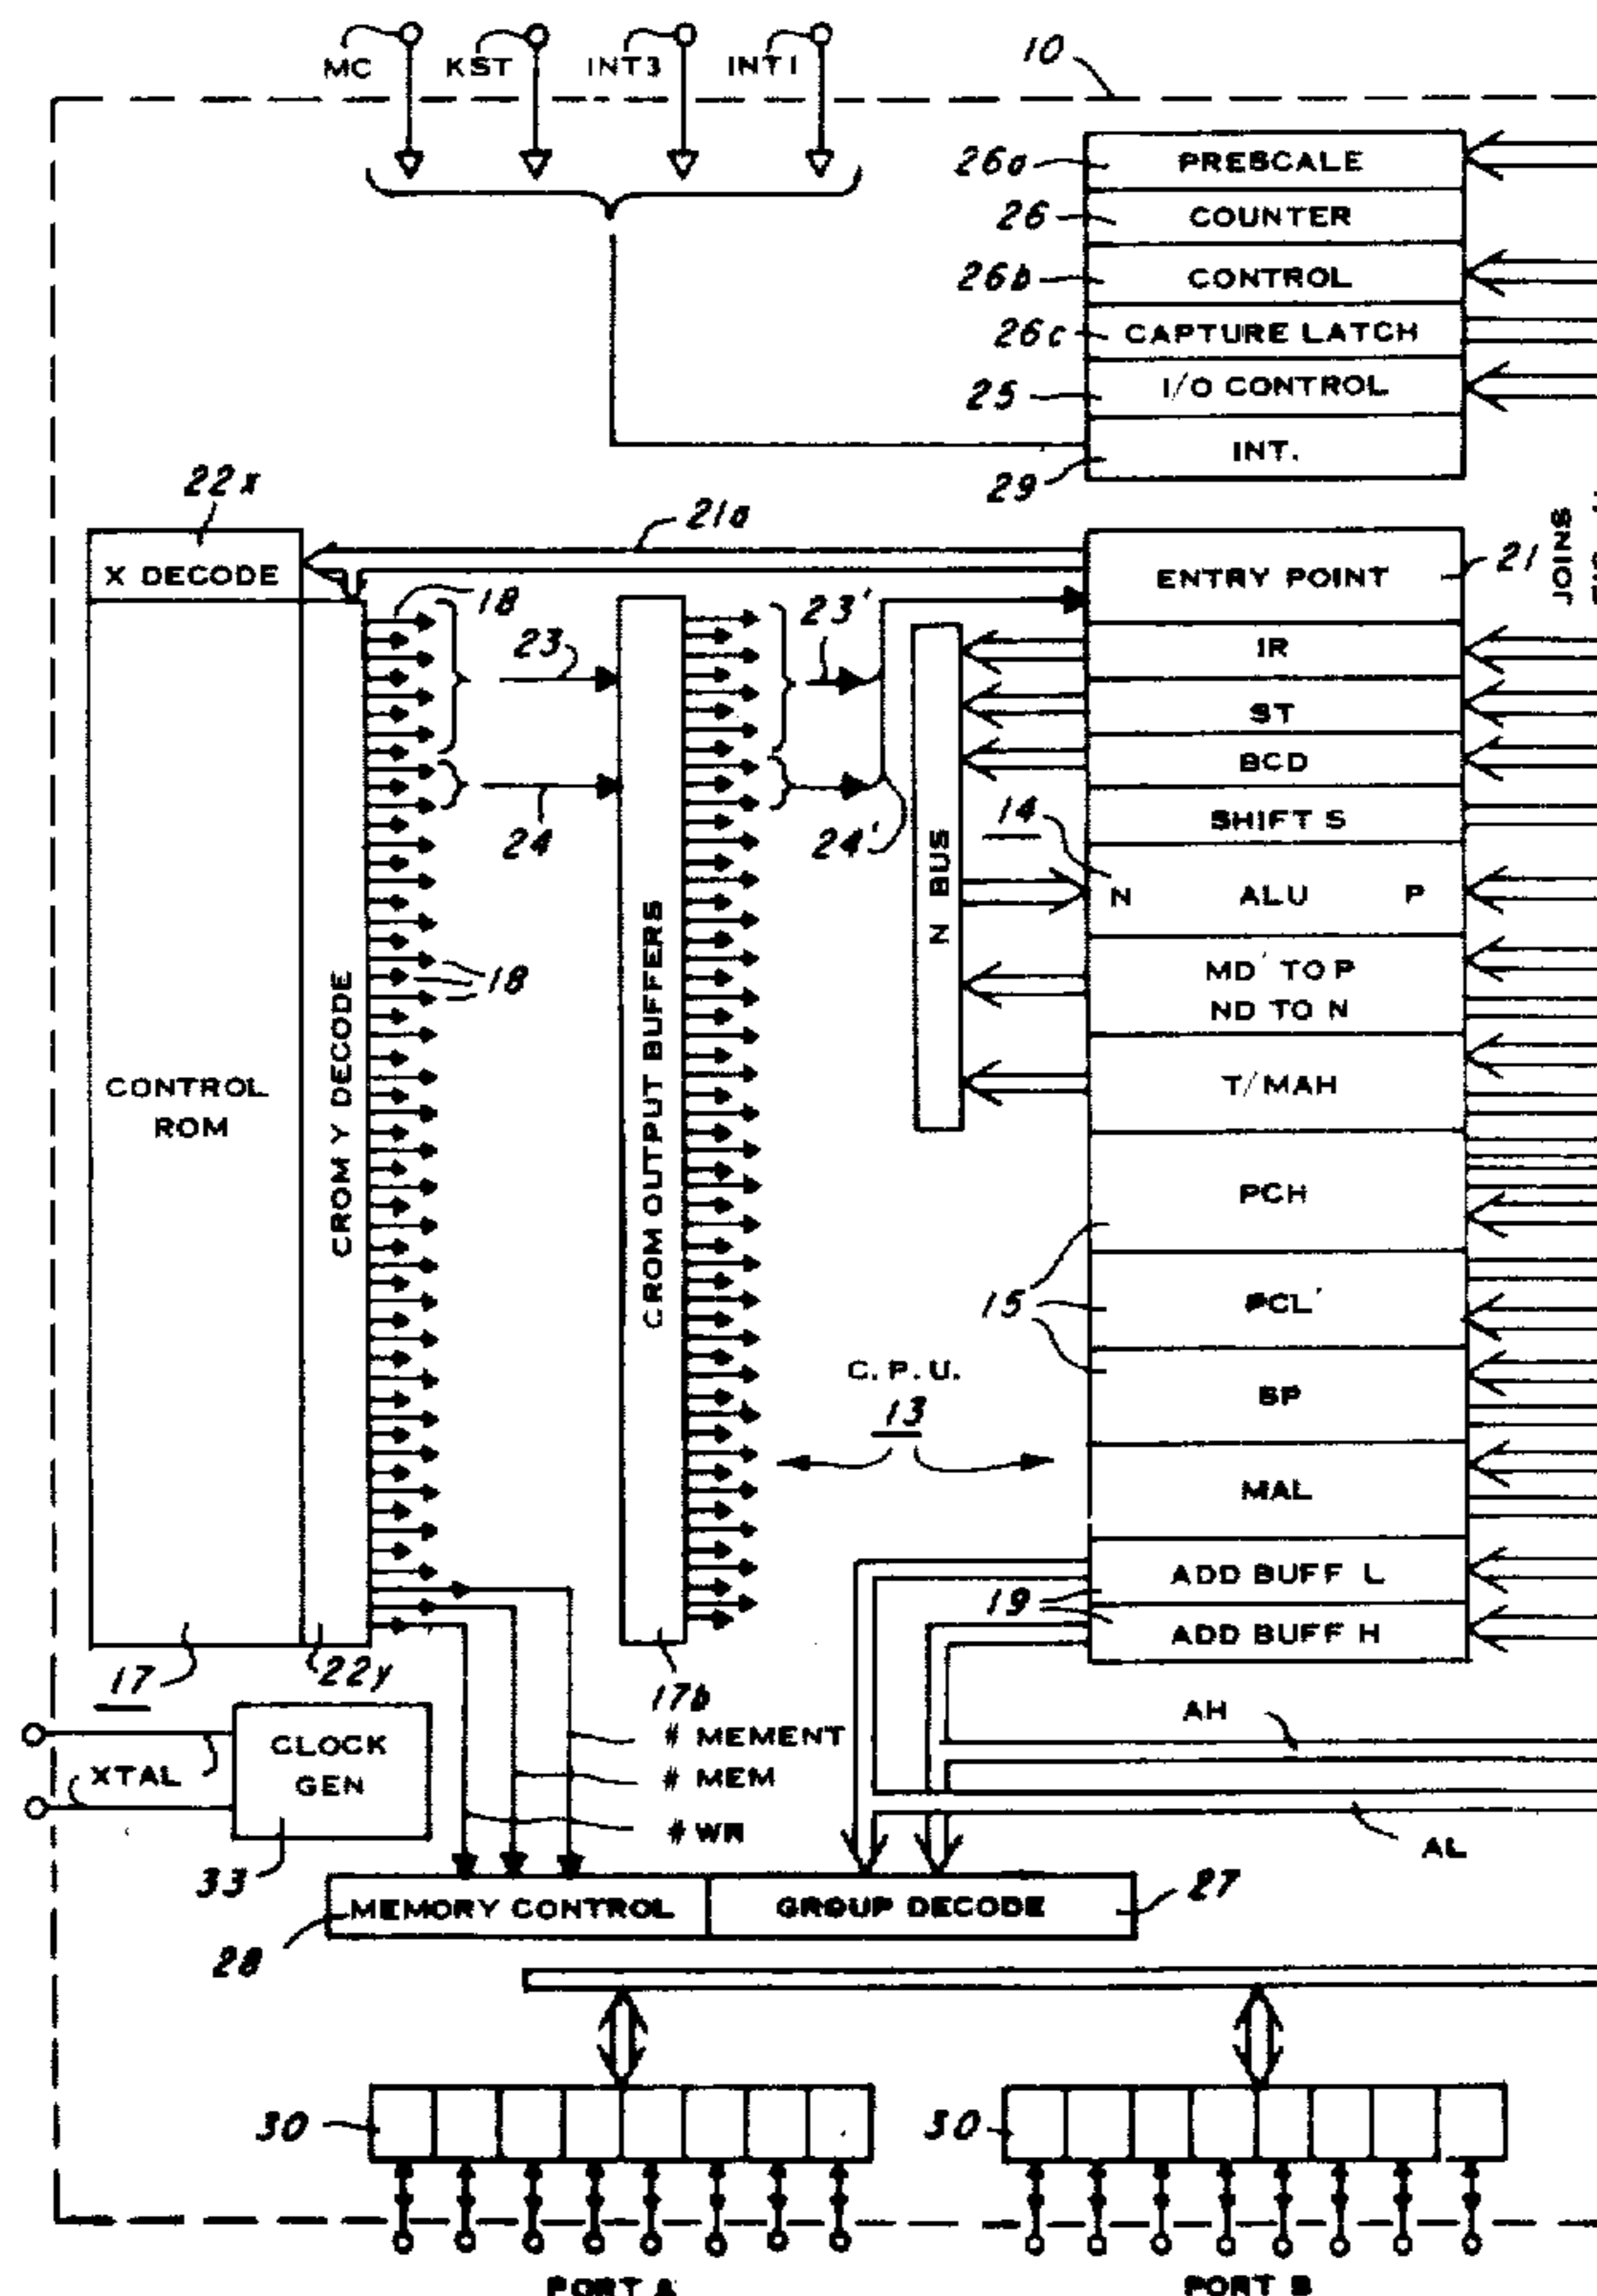 MC KST INT3 INT1
10
26a PRESCALE
26 COUNTER
26b CONTROL
26c CAPTURE LATCH
25 I/O CONTROL
29 INT.
22x
X DECODE
21a
ENTRY POINT
21
JOINS
18
23
23'
IR
ST
BCD
24
24'
SHIFT S
14
N ALU P
N BUS
18
MD' TO P
ND TO N
T/MAH
CONTROL
ROM
CROM Y DECODE
CROM OUTPUT BUFFERS
PCH
15
PCL'
SP
C.P.U.
13
MAL
ADD BUFF L
19
ADD BUFF H
17
22y
17b
AH
CLOCK
GEN
XTAL
# MEMENT
# MEM
# WR
AL
33
MEMORY CONTROL
GROUP DECODE
27
28
30
30
PORT A
PORT B